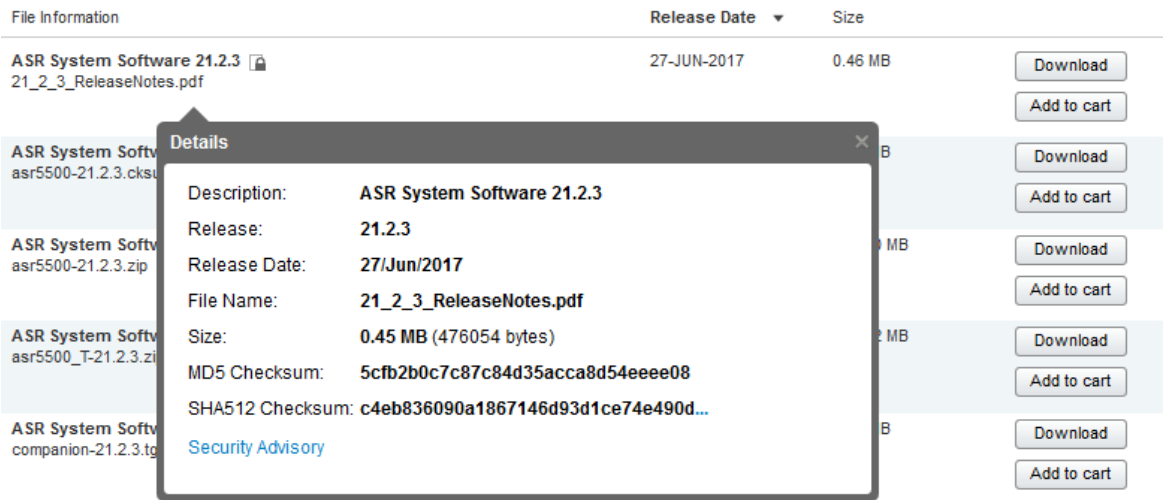 File Information Release Date Size
ASR System Software 21.2.3 27-JUN-2017 0.46 MB Download
21_2_3_ReleaseNotes.pdf
Add to cart
Details
ASR System B Download
Description: ASR System Software 21.2.3
Add to cart
Release: 21.2.3
ASR System MB Download
asr5500-21.2.3.zip
Release Date: 27/Jun/2017
Add to cart
File Name: 21_2_3_ReleaseNotes.pdf
ASR System MB Download
Size: 0.45 MB (476054 bytes)
MD5 Checksum: 5cfb2b0c7c87c84d35acca8d54eeee08
Add to cart
SHA512 Checksum: c4eb836090a1867146d93d1ce74e490d...
ASR System B Download
Security Advisory
Add to cart